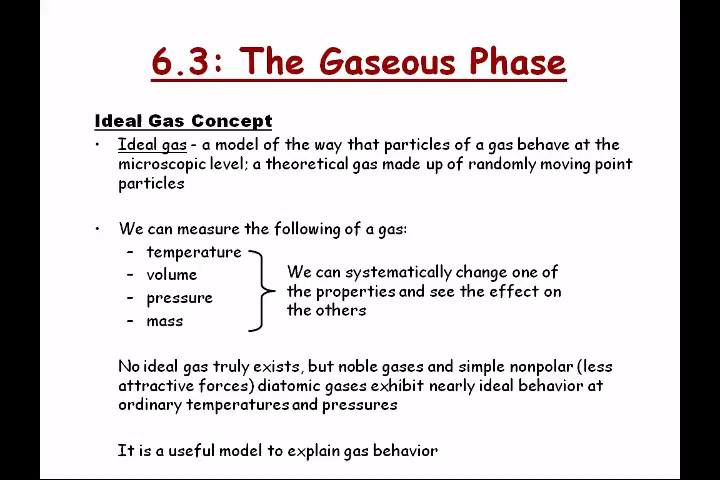 6.3: The Gaseous Phase
Ideal Gas Concept
• Ideal gas - a model of the way that particles of a gas behave at the
microscopic level; a theoretical gas made up of randomly moving point
particles
• We can measure the following of a gas:
- temperature
- volume
- pressure
- mass
We can systematically change one of
the properties and see the effect on
the others
No ideal gas truly exists, but noble gases and simple nonpolar (less
attractive forces) diatomic gases exhibit nearly ideal behavior at
ordinary temperatures and pressures
It is a useful model to explain gas behavior